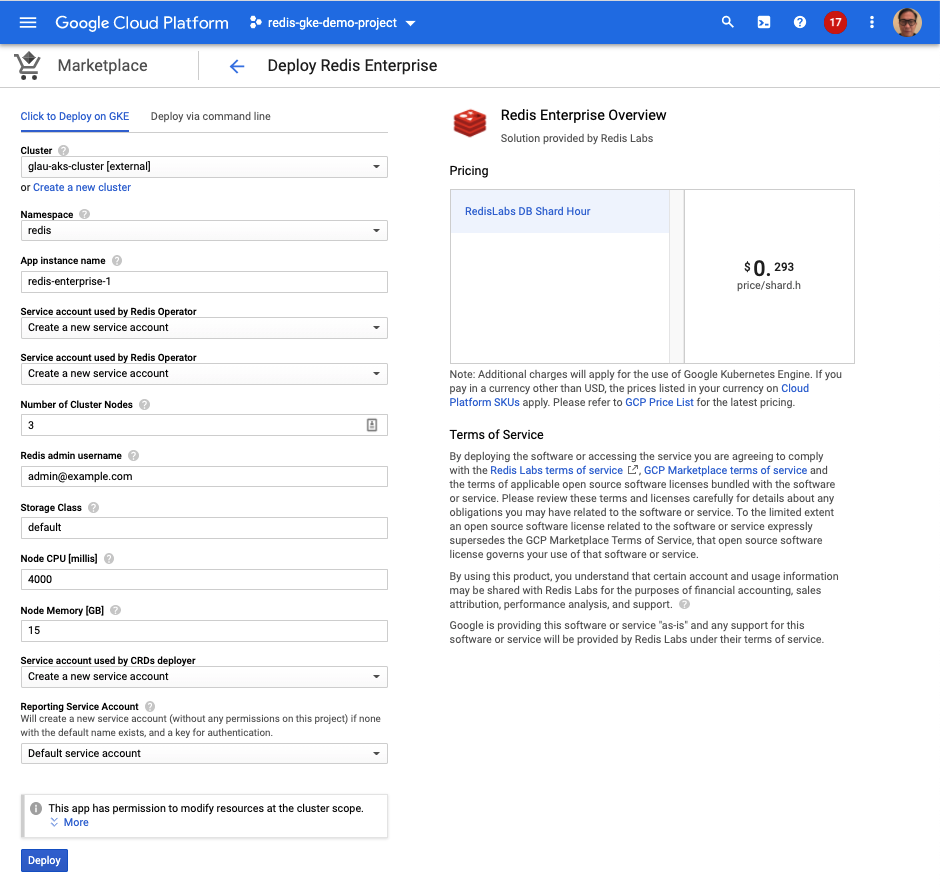 Google Cloud Platform redis-gke-demo-project 17
Marketplace Deploy Redis Enterprise
Click to Deploy on GKE Deploy via command line
Cluster ?
glau-aks-cluster [external]
or Create a new cluster
Namespace ?
redis
App instance name ?
redis-enterprise-1
Service account used by Redis Operator
Create a new service account
Service account used by Redis Operator
Create a new service account
Number of Cluster Nodes ?
3
Redis admin username ?
admin@example.com
Storage Class ?
default
Node CPU [millis] ?
4000
Node Memory [GB] ?
15
Service account used by CRDs deployer
Create a new service account
Reporting Service Account ?
Will create a new service account (without any permissions on this project) if none
with the default name exists, and a key for authentication.
Default service account
This app has permission to modify resources at the cluster scope.
More
Deploy
Redis Enterprise Overview
Solution provided by Redis Labs
Pricing
RedisLabs DB Shard Hour
$ 0. 293
price/shard.h
Note: Additional charges will apply for the use of Google Kubernetes Engine. If you
pay in a currency other than USD, the prices listed in your currency on Cloud
Platform SKUs apply. Please refer to GCP Price List for the latest pricing.
Terms of Service
By deploying the software or accessing the service you are agreeing to comply
with the Redis Labs terms of service, GCP Marketplace terms of service and
the terms of applicable open source software licenses bundled with the software
or service. Please review these terms and licenses carefully for details about any
obligations you may have related to the software or service. To the limited extent
an open source software license related to the software or service expressly
supersedes the GCP Marketplace Terms of Service, that open source software
license governs your use of that software or service.
By using this product, you understand that certain account and usage information
may be shared with Redis Labs for the purposes of financial accounting, sales
attribution, performance analysis, and support. ?
Google is providing this software or service "as-is" and any support for this
software or service will be provided by Redis Labs under their terms of service.